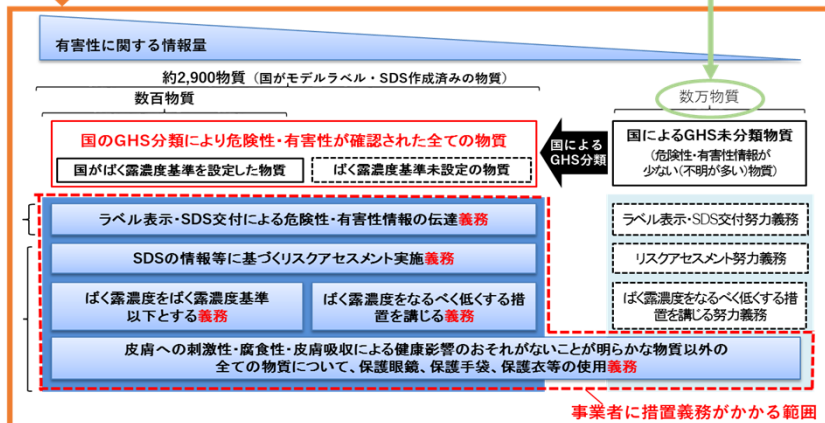 有害性に関する情報量
約2,900物質（国がモデルラベル・SDS作成済みの物質）
数百物質
数万物質
国のGHS分類により危険性・有害性が確認された全ての物質
国がばく露濃度基準を設定した物質
ばく露濃度基準未設定の物質
国による
GHS分類
国によるGHS未分類物質
（危険性・有害性情報が
少ない（不明が多い）物質）
ラベル表示・SDS交付による危険性・有害性情報の伝達義務
ラベル表示・SDS交付努力義務
SDSの情報等に基づくリスクアセスメント実施義務
リスクアセスメント努力義務
ばく露濃度をばく露濃度基準
以下とする義務
ばく露濃度をなるべく低くする措
置を講じる義務
ばく露濃度をなるべく低くする措
置を講じる努力義務
皮膚への刺激性・腐食性・皮膚吸収による健康影響のおそれがないことが明らかな物質以外の
全ての物質について、保護眼鏡、保護手袋、保護衣等の使用義務
事業者に措置義務がかかる範囲